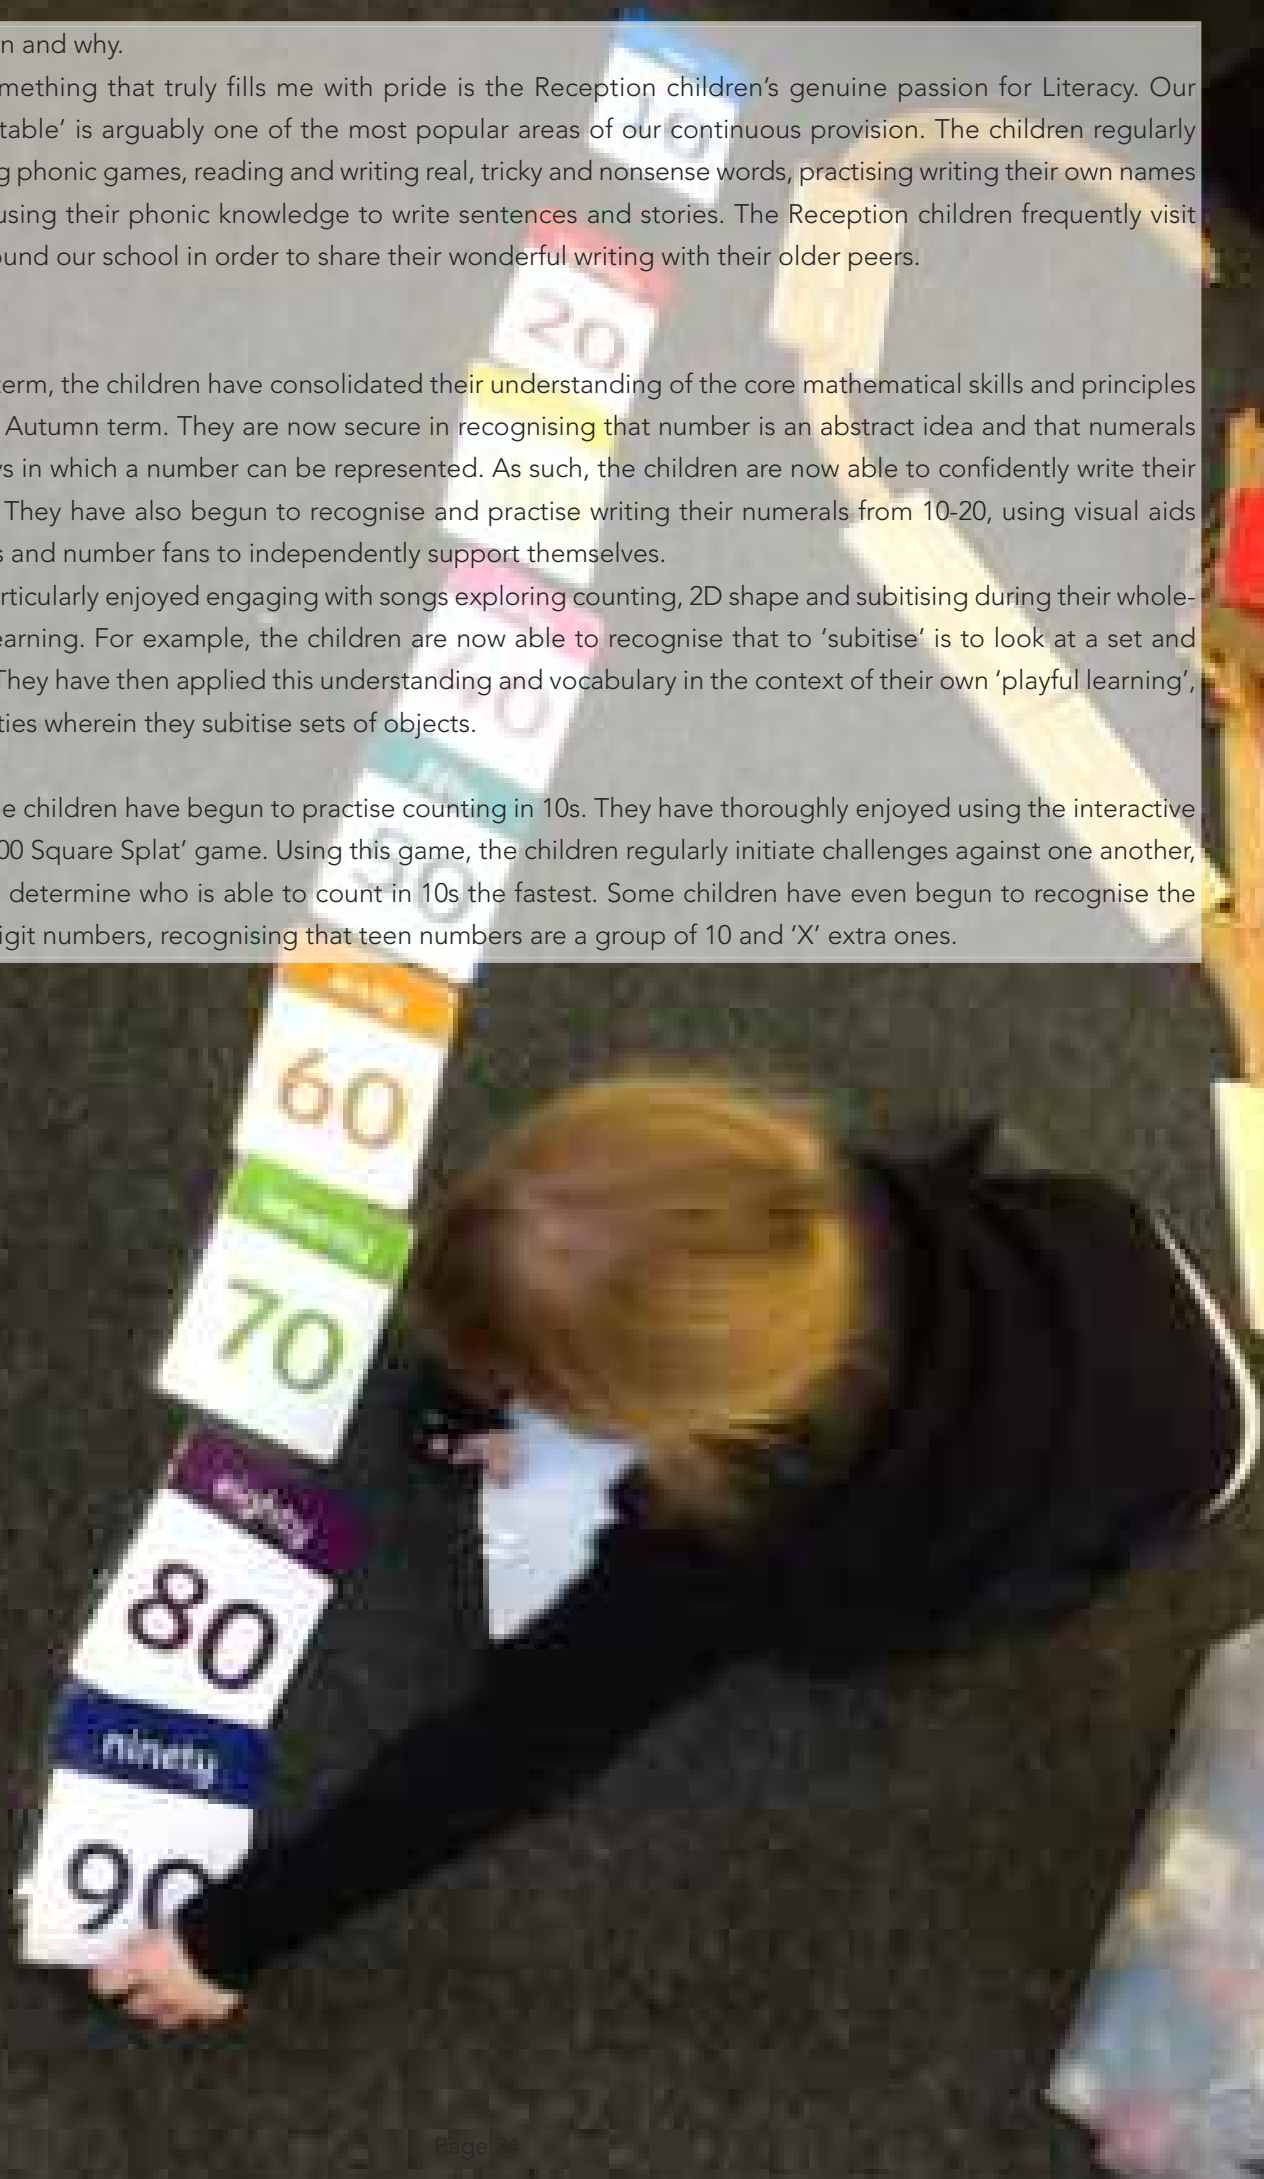 n and why.
mething that truly fills me with pride is the Reception children’s genuine passion for Literacy. Our
table’ is arguably one of the most popular areas of our continuous provision. The children regularly
g phonic games, reading and writing real, tricky and nonsense words, practising writing their own names
using their phonic knowledge to write sentences and stories. The Reception children frequently visit
ound our school in order to share their wonderful writing with their older peers.
term, the children have consolidated their understanding of the core mathematical skills and principles
Autumn term. They are now secure in recognising that number is an abstract idea and that numerals
s in which a number can be represented. As such, the children are now able to confidently write their
They have also begun to recognise and practise writing their numerals from 10-20, using visual aids
s and number fans to independently support themselves.
rticularly enjoyed engaging with songs exploring counting, 2D shape and subitising during their whole-
earning. For example, the children are now able to recognise that to ‘subitise’ is to look at a set and
They have then applied this understanding and vocabulary in the context of their own ‘playful learning’,
ties wherein they subitise sets of objects.
e children have begun to practise counting in 10s. They have thoroughly enjoyed using the interactive
00 Square Splat’ game. Using this game, the children regularly initiate challenges against one another,
determine who is able to count in 10s the fastest. Some children have even begun to recognise the
igit numbers, recognising that teen numbers are a group of 10 and ‘X’ extra ones.
10
20
40
50
60
70
eighty
80
ninety
90
Page 34